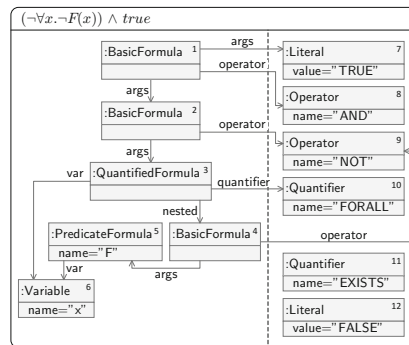 (¬∀x.¬F(x)) ∧ true
:BasicFormula 1
args
:Literal 7
value="TRUE"
operator
:Operator 8
name="AND"
args
:BasicFormula 2
operator
:Operator 9
name="NOT"
args
var
:QuantifiedFormula 3
quantifier
:Quantifier 10
name="FORALL"
nested
:PredicateFormula 5
name="F"
:BasicFormula 4
operator
var
args
:Variable 6
name="x"
:Quantifier 11
name="EXISTS"
:Literal 12
value="FALSE"